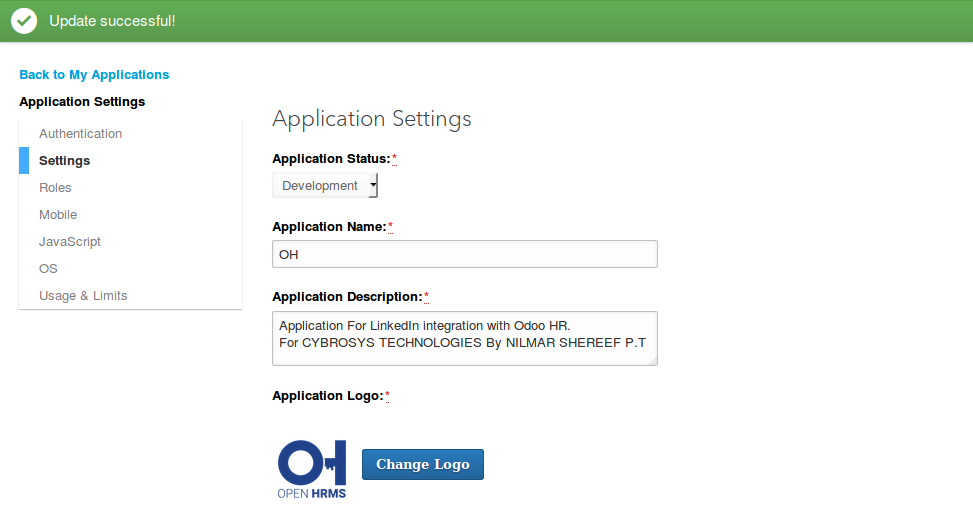 Update successful!
Back to My Applications
Application Settings
Authentication
Settings
Roles
Mobile
JavaScript
OS
Usage & Limits
Application Settings
Application Status:*
Development
Application Name:*
OH
Application Description:*
Application For LinkedIn integration with Odoo HR.
For CYBROSYS TECHNOLOGIES By NILMAR SHEREEF P.T
Application Logo:*
OH
OPEN HRMS
Change Logo